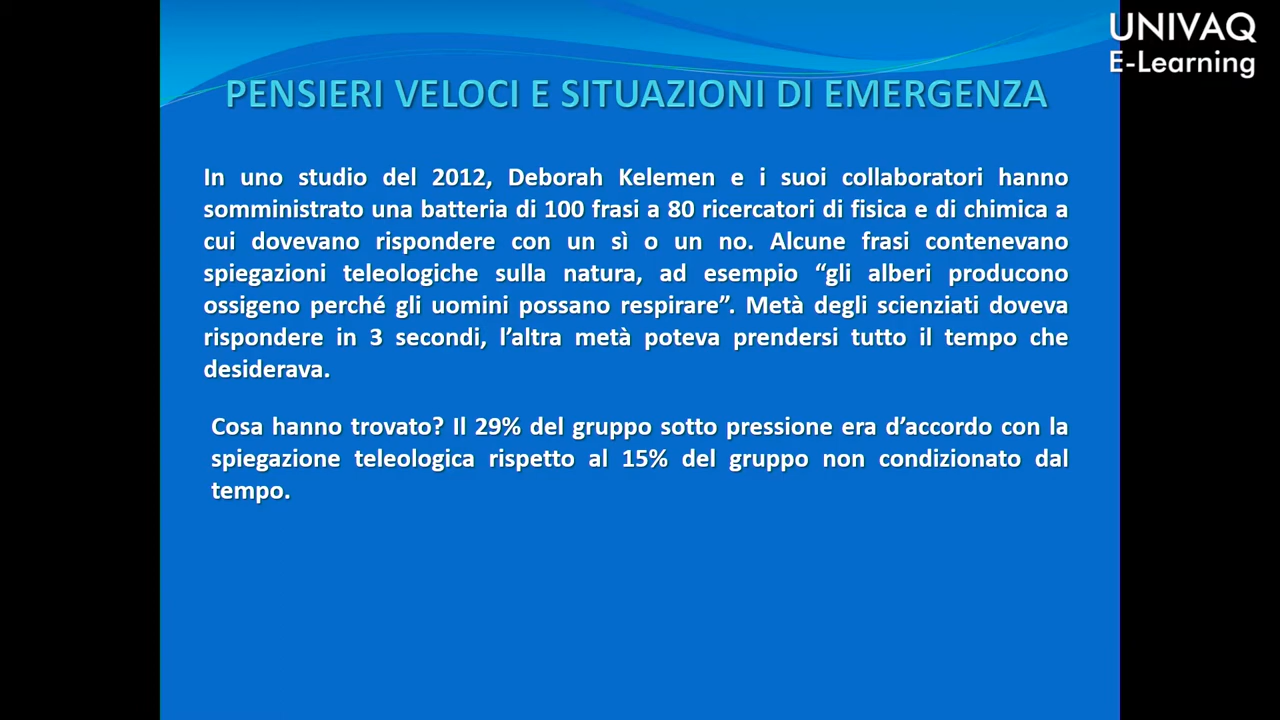 UNIVAQ
E-Learning
PENSIERI VELOCI E SITUAZIONI DI EMERGENZA
In uno studio del 2012, Deborah Kelemen e i suoi collaboratori hanno
somministrato una batteria di 100 frasi a 80 ricercatori di fisica e di chimica a
cui dovevano rispondere con un sì o un no. Alcune frasi contenevano
spiegazioni teleologiche sulla natura, ad esempio “gli alberi producono
ossigeno perché gli uomini possano respirare”. Metà degli scienziati doveva
rispondere in 3 secondi, l’altra metà poteva prendersi tutto il tempo che
desiderava.
Cosa hanno trovato? Il 29% del gruppo sotto pressione era d’accordo con la
spiegazione teleologica rispetto al 15% del gruppo non condizionato dal
tempo.